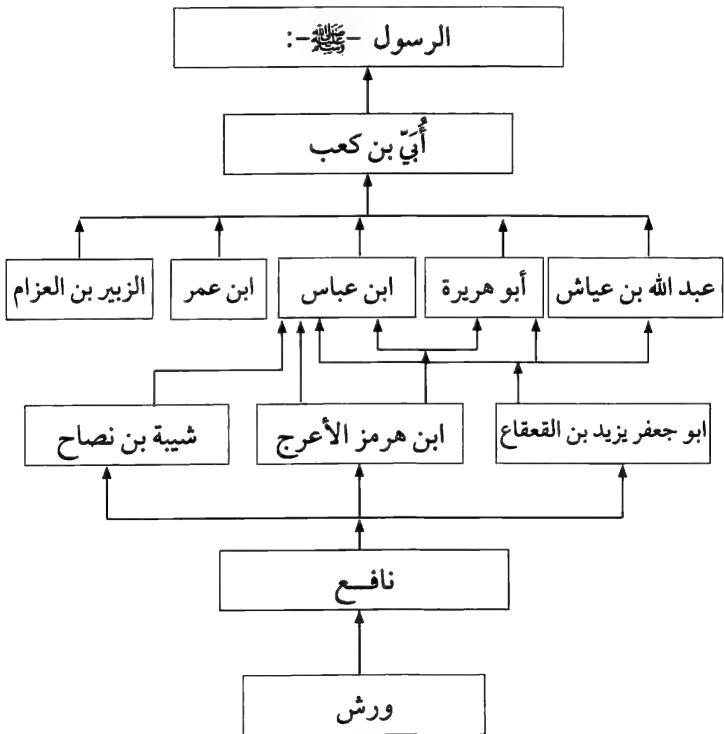 الرسول -ﷺ-:
أُبَيّ بن كعب
عبد الله بن عياش
أبو هريرة
ابن عباس
ابن عمر
الزبير بن العزام
ابو جعفر يزيد بن القعقاع
ابن هرمز الأعرج
شيبة بن نصاح
نافـــع
ورش